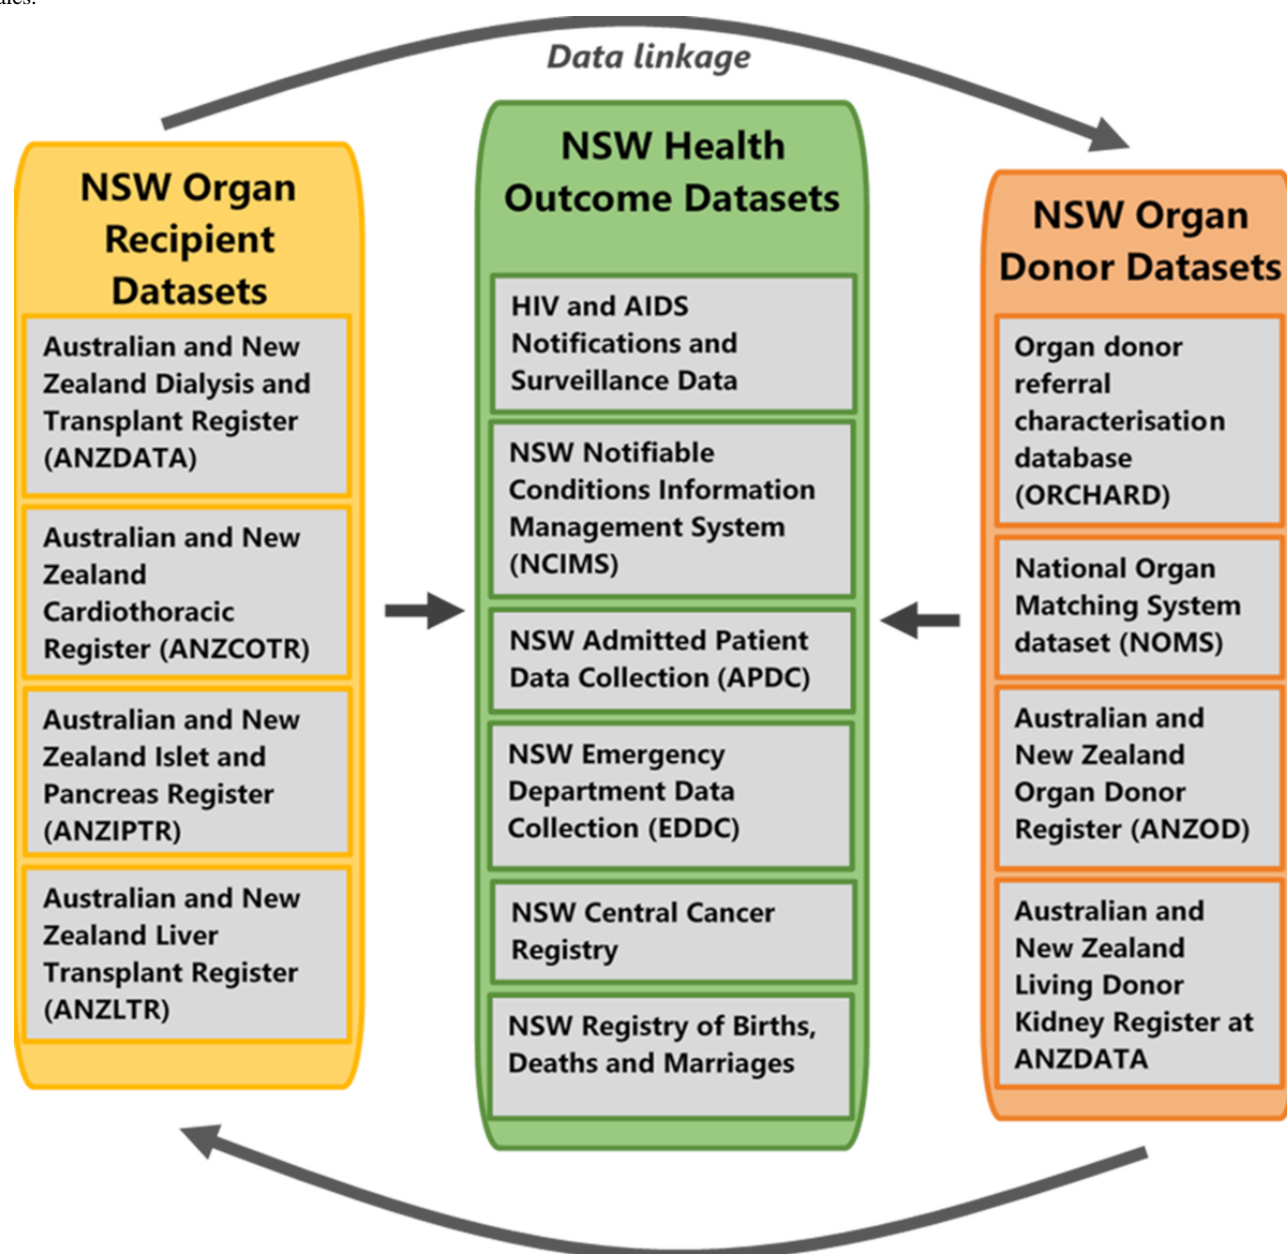 Data linkage
NSW Organ
Recipient
Datasets
Australian and New
Zealand Dialysis and
Transplant Register
(ANZDATA)
Australian and New
Zealand
Cardiothoracic
Register (ANZCOTR)
Australian and New
Zealand Islet and
Pancreas Register
(ANZIPTR)
Australian and New
Zealand Liver
Transplant Register
(ANZLTR)
NSW Health
Outcome Datasets
HIV and AIDS
Notifications and
Surveillance Data
NSW Notifiable
Conditions Information
Management System
(NCIMS)
NSW Admitted Patient
Data Collection (APDC)
NSW Emergency
Department Data
Collection (EDDC)
NSW Central Cancer
Registry
NSW Registry of Births,
Deaths and Marriages
NSW Organ
Donor Datasets
Organ donor
referral
characterisation
database
(ORCHARD)
National Organ
Matching System
dataset (NOMS)
Australian and
New Zealand
Organ Donor
Register (ANZOD)
Australian and
New Zealand
Living Donor
Kidney Register at
ANZDATA